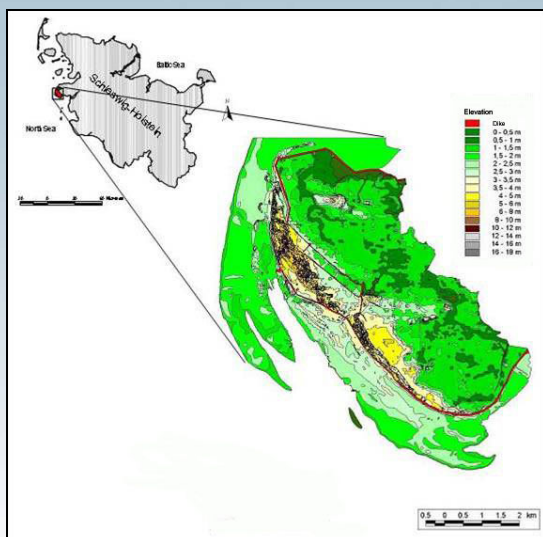 Baltic Sea
Schleswig-Holstein
North Sea
N
Elevation
Dike
0 - 0,5 m
0,5 - 1 m
1 - 1,5 m
1,5 - 2 m
2 - 2,5 m
2,5 - 3 m
3 - 3,5 m
3,5 - 4 m
4 - 5 m
5 - 6 m
6 - 8 m
8 - 10 m
10 - 12 m
12 - 14 m
14 - 16 m
16 - 19 m
0.5 0 0.5 1 1.5 2 km